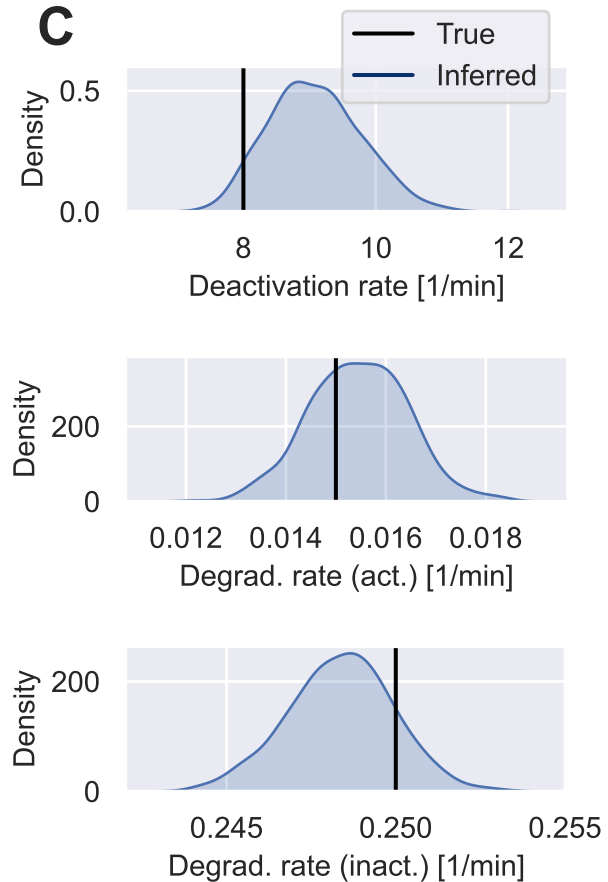 C
True
Inferred
Density
0.5
0.0
8 10 12
Deactivation rate [1/min]
Density
200
0
0.012 0.014 0.016 0.018
Degrad. rate (act.) [1/min]
Density
200
0
0.245 0.250 0.255
Degrad. rate (inact.) [1/min]